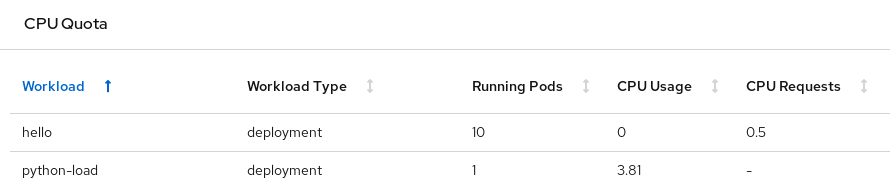 CPU Quota
Workload Workload Type Running Pods CPU Usage CPU Requests
hello deployment 10 0 0.5
python-load deployment 1 3.81 -